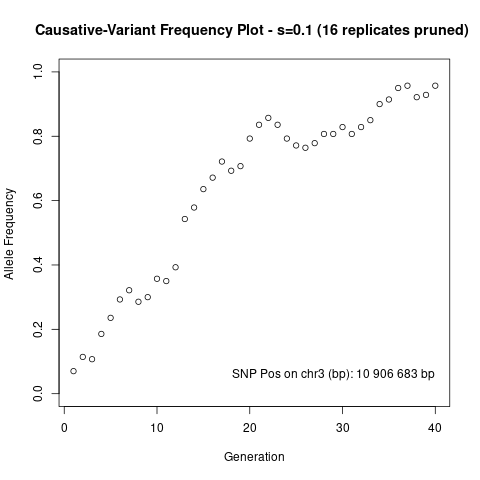 Causative-Variant Frequency Plot - s=0.1 (16 replicates pruned)
1.0
0.8
0.6
0.4
0.2
0.0
Allele Frequency
SNP Pos on chr3 (bp): 10 906 683 bp
0 10 20 30 40
Generation